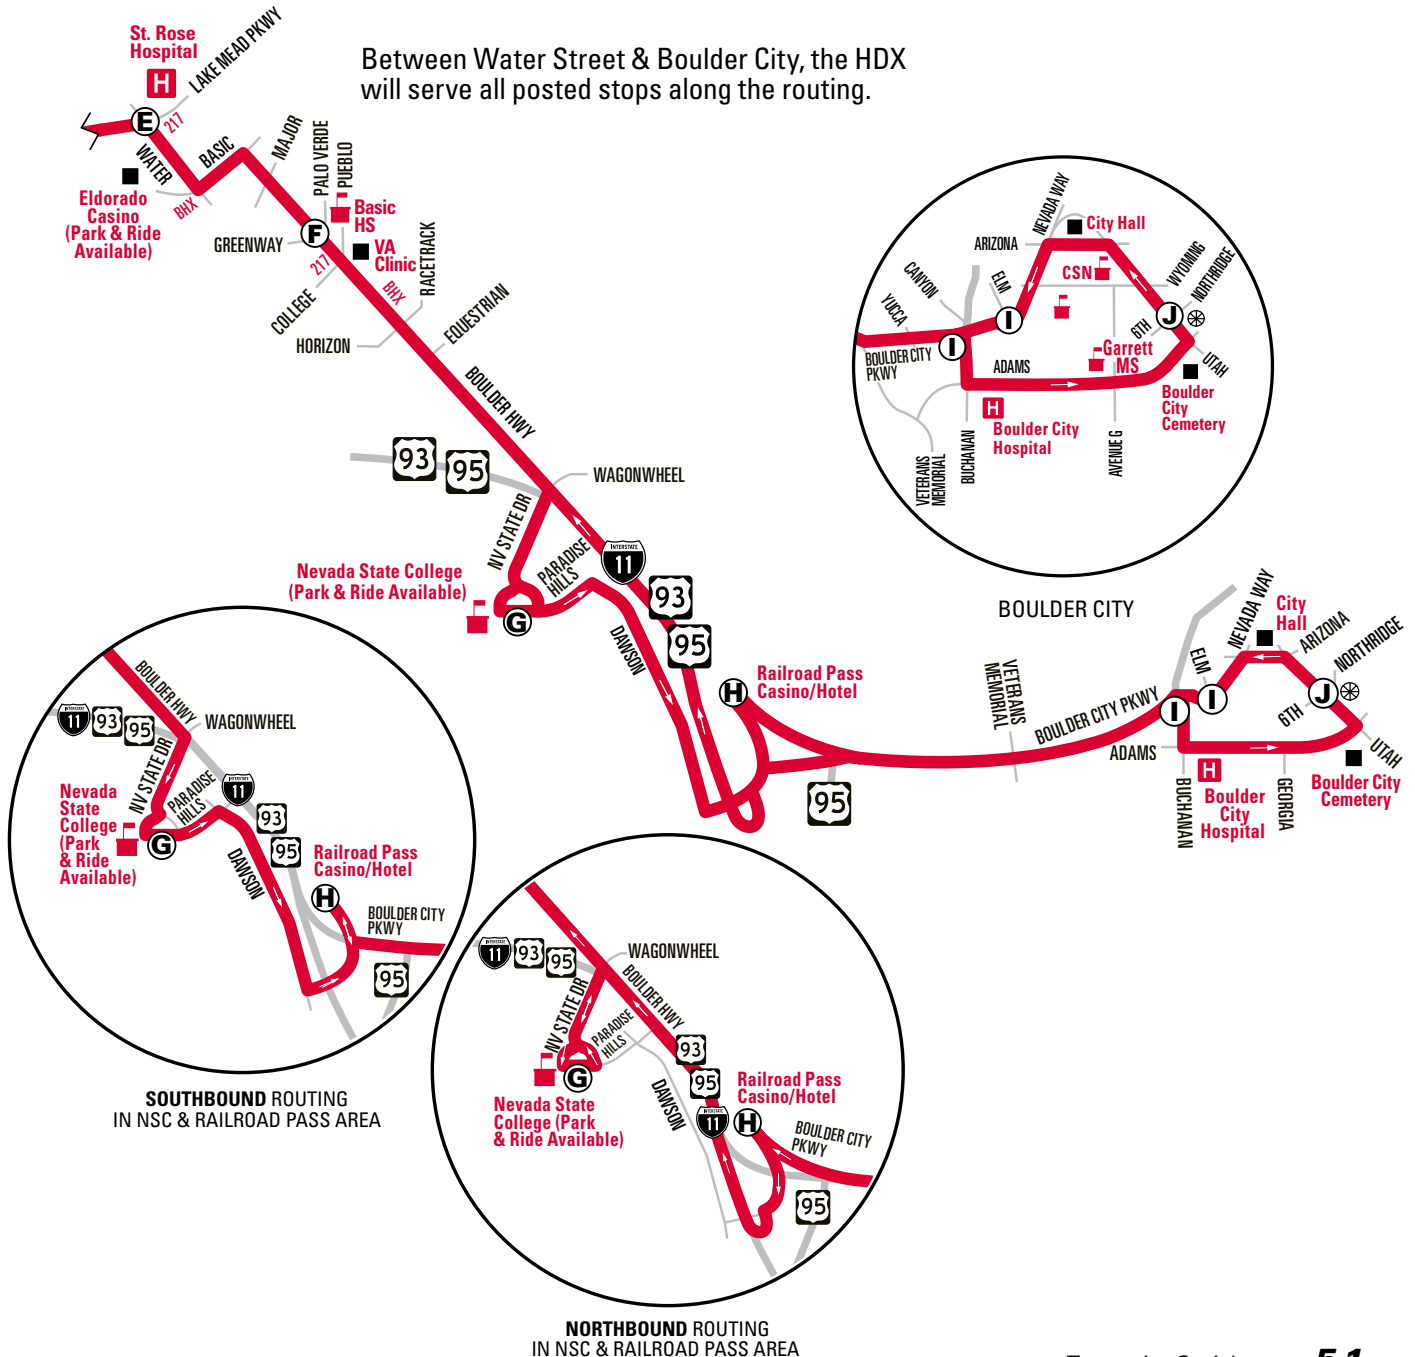 St. Rose
Hospital
H
LAKE MEAD PKWY
Between Water Street & Boulder City, the HDX
will serve all posted stops along the routing.
E
217
WATER
BASIC
MAJOR
PALO VERDE
PUEBLO
BHX
Eldorado
Casino
(Park & Ride
Available)
Basic
HS
GREENWAY
F
VA
Clinic
217
BHX
RACETRACK
COLLEGE
HORIZON
EQUESTRIAN
BOULDER HWY
93
95
WAGONWHEEL
NV STATE DR
PARADISE
HILLS
INTERSTATE
11
93
95
Nevada State College
(Park & Ride Available)
G
DAWSON
H
Railroad Pass
Casino/Hotel
95
VETERANS
MEMORIAL
BOULDER CITY PKWY
NEVADA WAY
City Hall
ARIZONA
CSN
WYOMING
NORTHRIDGE
CANYON
ELM
YUCCA
I
J
6TH
I
BOULDER CITY
PKWY
ADAMS
Garrett
MS
UTAH
H
Boulder City
Hospital
Boulder
City
Cemetery
VETERANS
MEMORIAL
BUCHANAN
AVENUE G
BOULDER CITY
NEVADA WAY
City
Hall
ARIZONA
NORTHRIDGE
ELM
I
I
J
6TH
ADAMS
UTAH
H
Boulder
City
Hospital
BUCHANAN
GEORGIA
Boulder City
Cemetery
BOULDER HWY
11
93
95
WAGONWHEEL
NV STATE DR
PARADISE
HILLS
INTERSTATE
11
93
95
Nevada
State
College
(Park
& Ride
Available)
G
DAWSON
Railroad Pass
Casino/Hotel
H
BOULDER CITY
PKWY
95
SOUTHBOUND ROUTING
IN NSC & RAILROAD PASS AREA
11
93
95
WAGONWHEEL
NV STATE DR
BOULDER HWY
PARADISE
HILLS
93
95
INTERSTATE
11
G
DAWSON
Nevada State
College (Park
& Ride Available)
Railroad Pass
Casino/Hotel
H
BOULDER CITY
PKWY
95
NORTHBOUND ROUTING
IN NSC & RAILROAD PASS AREA